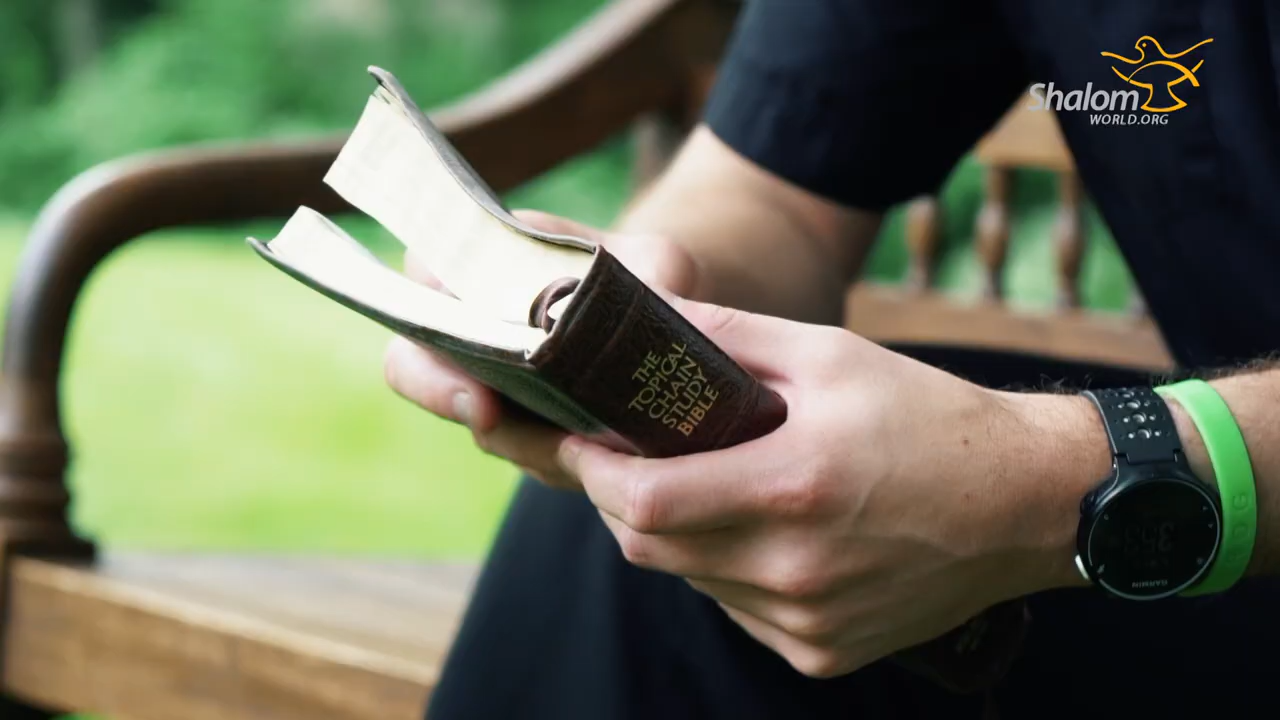 Shalom
WORLD.ORG
THE
TOPICAL
CHAIN
STUDY
BIBLE
GARMIN